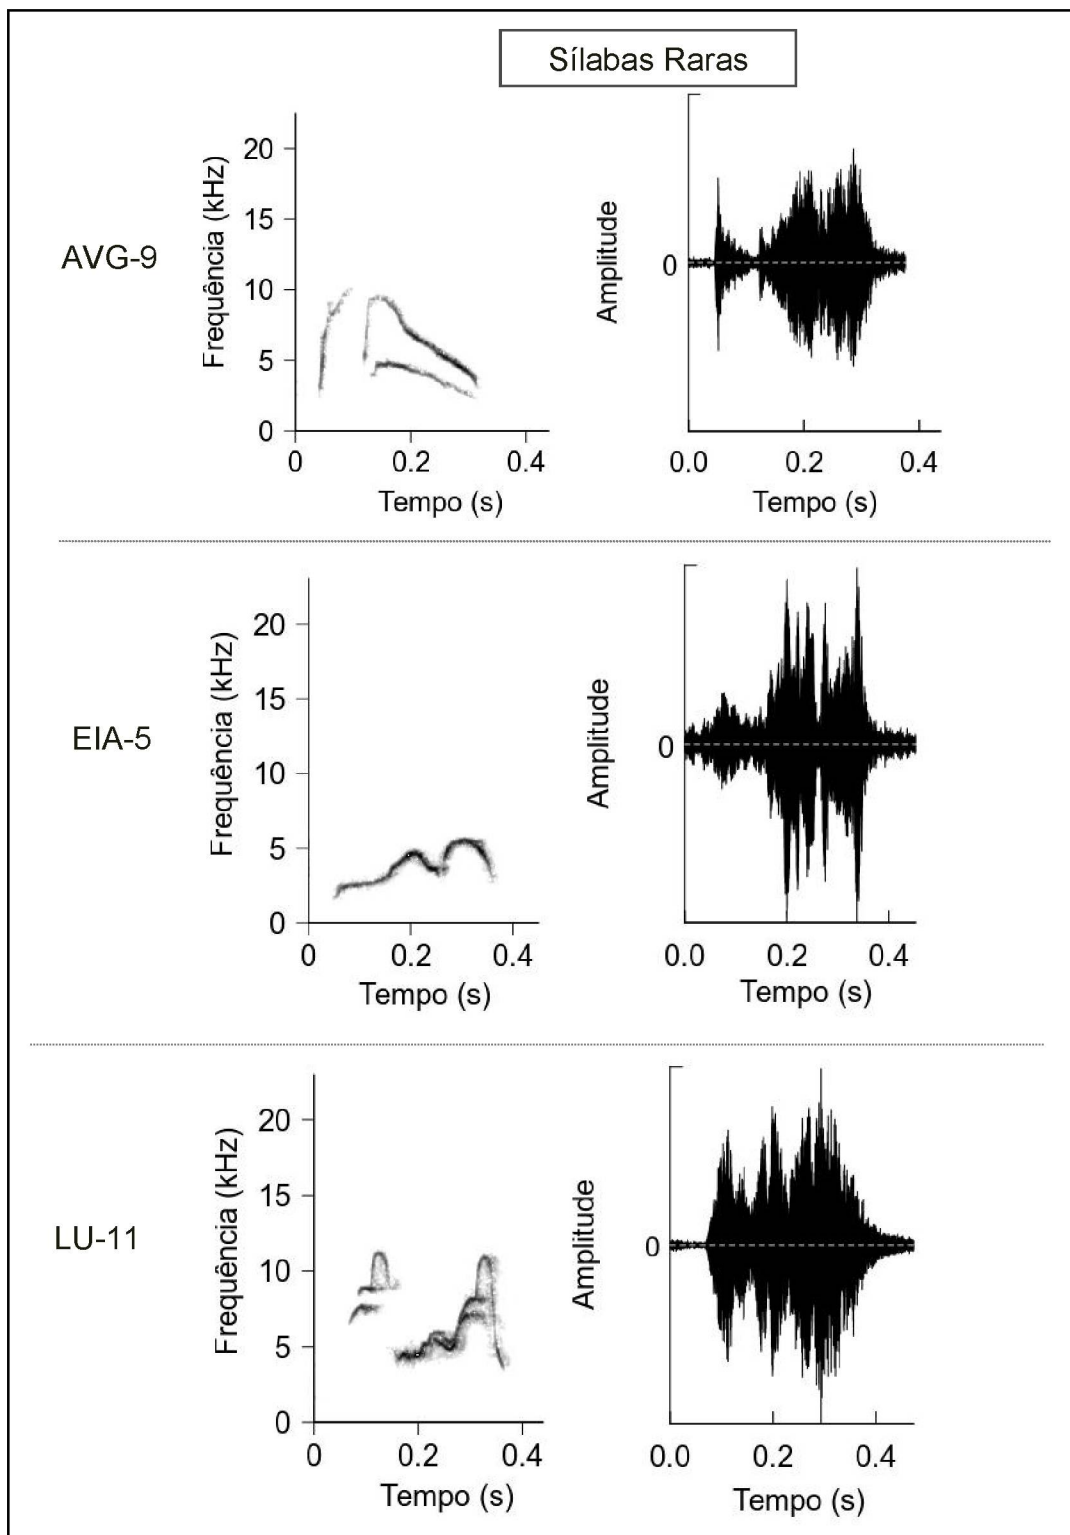 Sílabas Raras
AVG-9
Frequência (kHz)
20
15
10
5
0
0 0.2 0.4
Tempo (s)
Amplitude
0
0.0 0.2 0.4
Tempo (s)
EIA-5
Frequência (kHz)
20
15
10
5
0
0 0.2 0.4
Tempo (s)
Amplitude
0
0.0 0.2 0.4
Tempo (s)
LU-11
Frequência (kHz)
20
15
10
5
0
0 0.2 0.4
Tempo (s)
Amplitude
0
0.0 0.2 0.4
Tempo (s)